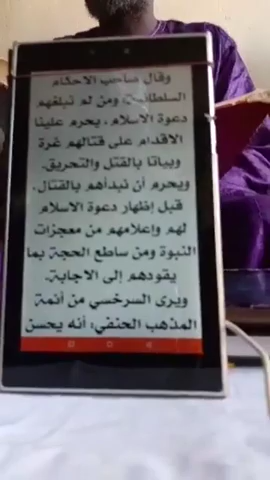 وقال صاحب الاحكام
السلطانية: ومن لم تبلغهم
دعوة الاسلام، يحرم علينا
الاقدام على قتالهم غرة
وبياتا بالقتل والتحريق.
ويحرم أن نبدأهم بالقتال.
قبل إظهار دعوة الاسلام
لهم وإعلامهم من معجزات
النبوة ومن ساطع الحجة بما
يقودهم إلى الاجابة.
ويرى السرخسي من أئمة
المذهب الحنفي: أنه يحسن